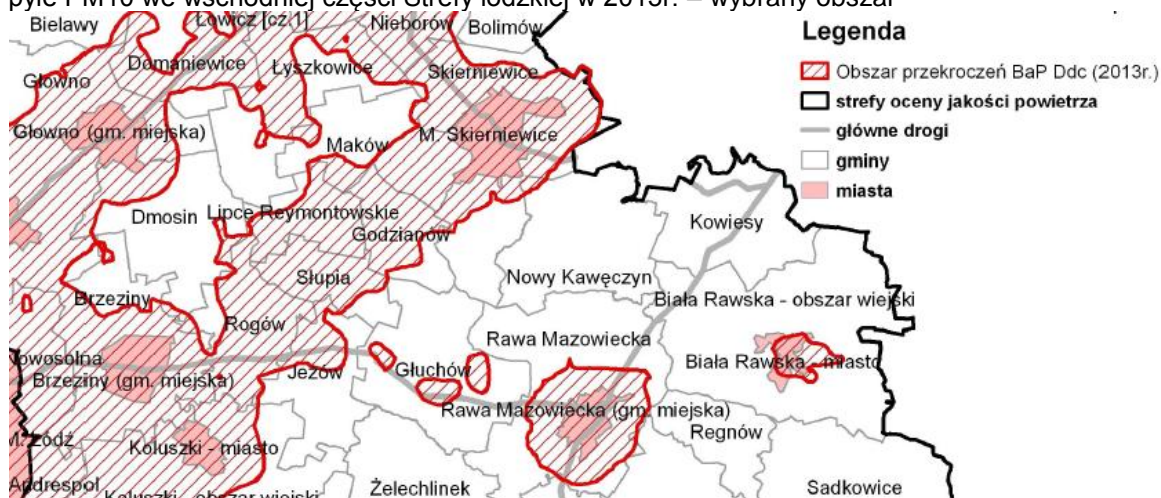 pyle PM10 we wschodniej części Strefy łódzkiej w 2013r. – wybrany obszar
Legenda
Obszar przekroczeń BaP Ddc (2013r.)
strefy oceny jakości powietrza
główne drogi
gminy
miasta
Bielawy
Łowicz [cz.1]
Nieborów
Bolimów
Domaniewice
Łyszkowice
Skierniewice
Głowno
Głowno (gm. miejska)
Maków
M. Skierniewice
Dmosin
Lipce Reymontowskie
Godzianów
Kowiesy
Słupia
Nowy Kawęczyn
Brzeziny
Biała Rawska - obszar wiejski
Rogów
Rawa Mazowiecka
Nowosolna
Brzeziny (gm. miejska)
Jeżów
Głuchów
Biała Rawska - miasto
Rawa Mazowiecka (gm. miejska)
Regnów
M. Łódź
Koluszki - miasto
Andrespol
Koluszki - obszar wiejski
Żelechlinek
Sadkowice